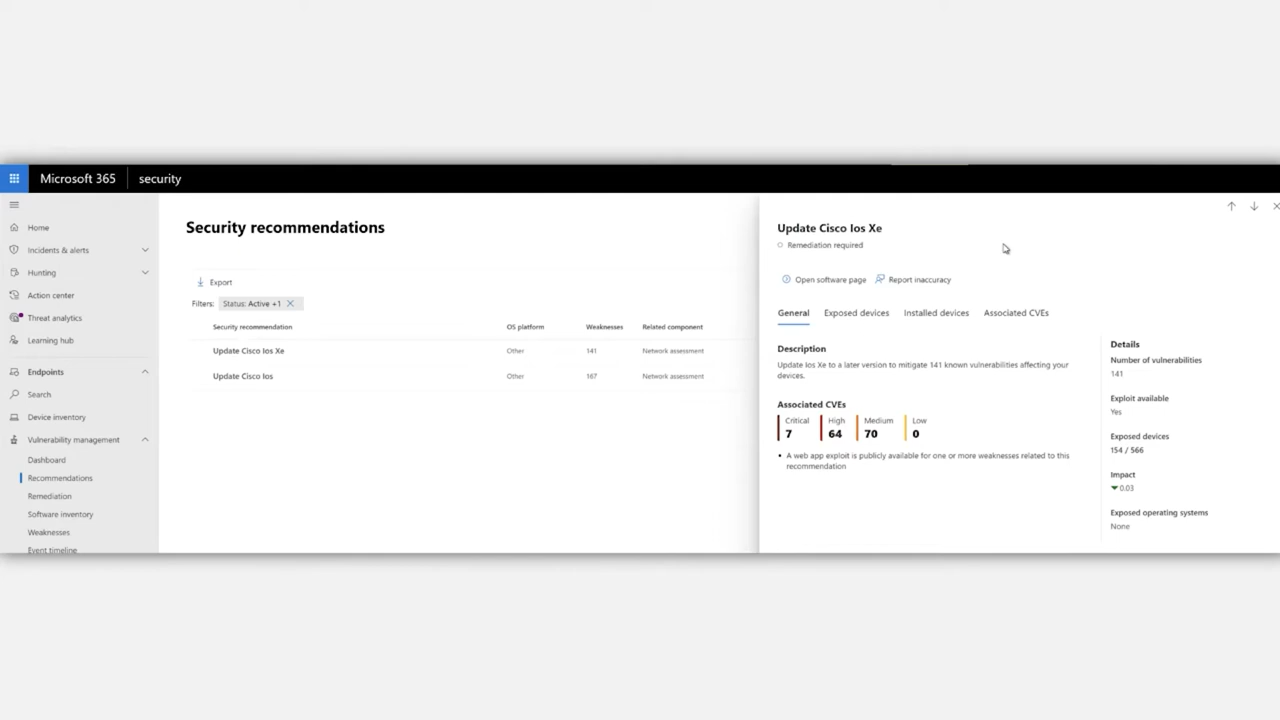 Microsoft 365 security
Home
Incidents & alerts
Hunting
Action center
Threat analytics
Learning hub
Endpoints
Search
Device inventory
Vulnerability management
Dashboard
Recommendations
Remediation
Software inventory
Weaknesses
Event timeline
Security recommendations
Export
Filters: Status: Active +1
Security recommendation OS platform Weaknesses Related component
Update Cisco Ios Xe Other 141 Network assessment
Update Cisco Ios Other 167 Network assessment
Update Cisco Ios Xe
Remediation required
Open software page Report inaccuracy
General Exposed devices Installed devices Associated CVEs
Description
Update Ios Xe to a later version to mitigate 141 known vulnerabilities affecting your
devices.
Associated CVEs
Critical High Medium Low
7 64 70 0
• A web app exploit is publicly available for one or more weaknesses related to this
recommendation
Details
Number of vulnerabilities
141
Exploit available
Yes
Exposed devices
154 / 566
Impact
0.03
Exposed operating systems
None